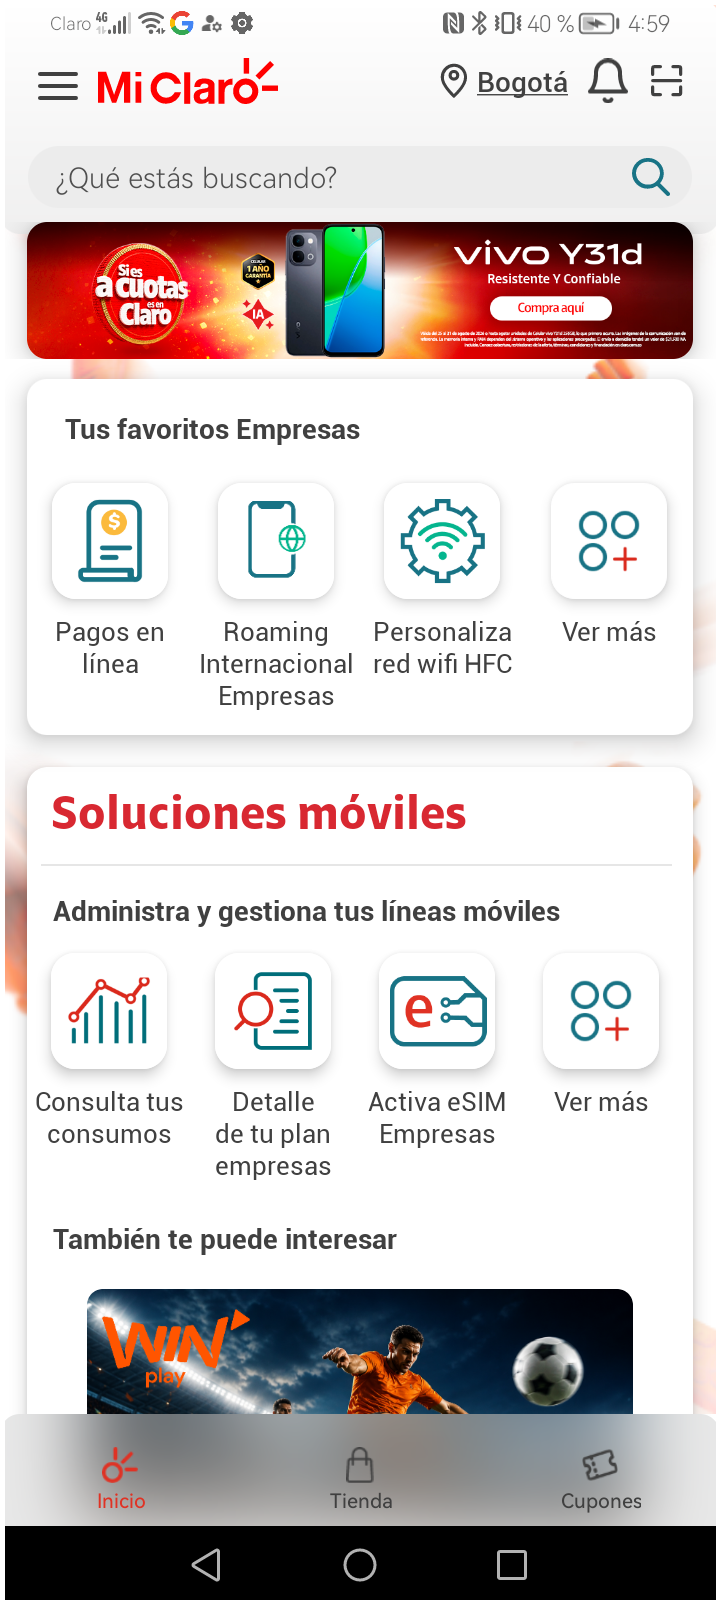 Claro 4G 40 % 4:59
Mi Claro
Bogotá
¿Qué estás buscando?
Si es
a cuotas
es en
Claro
1 AÑO
GARANTÍA
IA
vivo Y31d
Resistente Y Confiable
Compra aquí
Tus favoritos Empresas
Pagos en
línea
Roaming
Internacional
Empresas
Personaliza
red wifi HFC
Ver más
Soluciones móviles
Administra y gestiona tus líneas móviles
Consulta tus
consumos
Detalle
de tu plan
empresas
Activa eSIM
Empresas
Ver más
También te puede interesar
WIN
play
Inicio
Tienda
Cupones